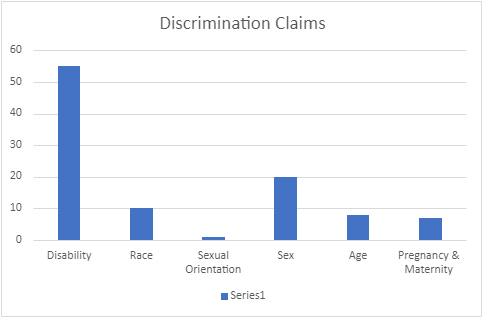 Discrimination Claims
60
50
40
30
20
10
0
Disability
Race
Sexual
Orientation
Sex
Age
Pregnancy &
Maternity
Series1